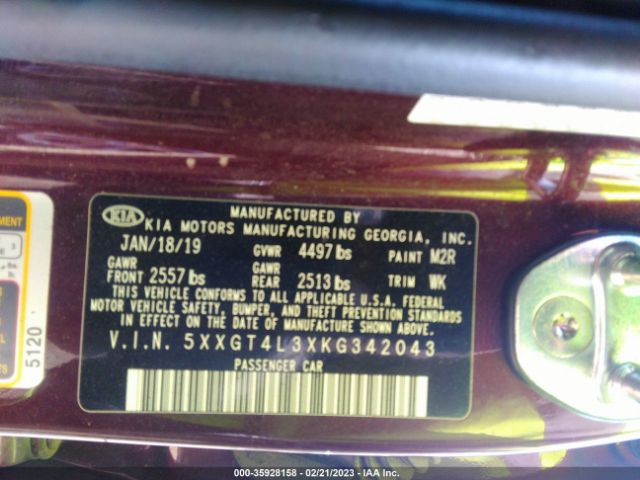 MANUFACTURED BY
KIA KIA MOTORS MANUFACTURING GEORGIA, INC.
JAN/18/19 GVWR 4497 lbs PAINT M2R
GAWR FRONT 2557 lbs GAWR REAR 2513 lbs TRIM WK
THIS VEHICLE CONFORMS TO ALL APPLICABLE U.S.A. FEDERAL
MOTOR VEHICLE SAFETY, BUMPER, AND THEFT PREVENTION STANDARDS
IN EFFECT ON THE DATE OF MANUFACTURE SHOWN ABOVE.
V.I.N. 5XXGT4L3XKG342043
PASSENGER CAR
5120
3
000-35928158 - 02/21/2023 - IAA Inc.